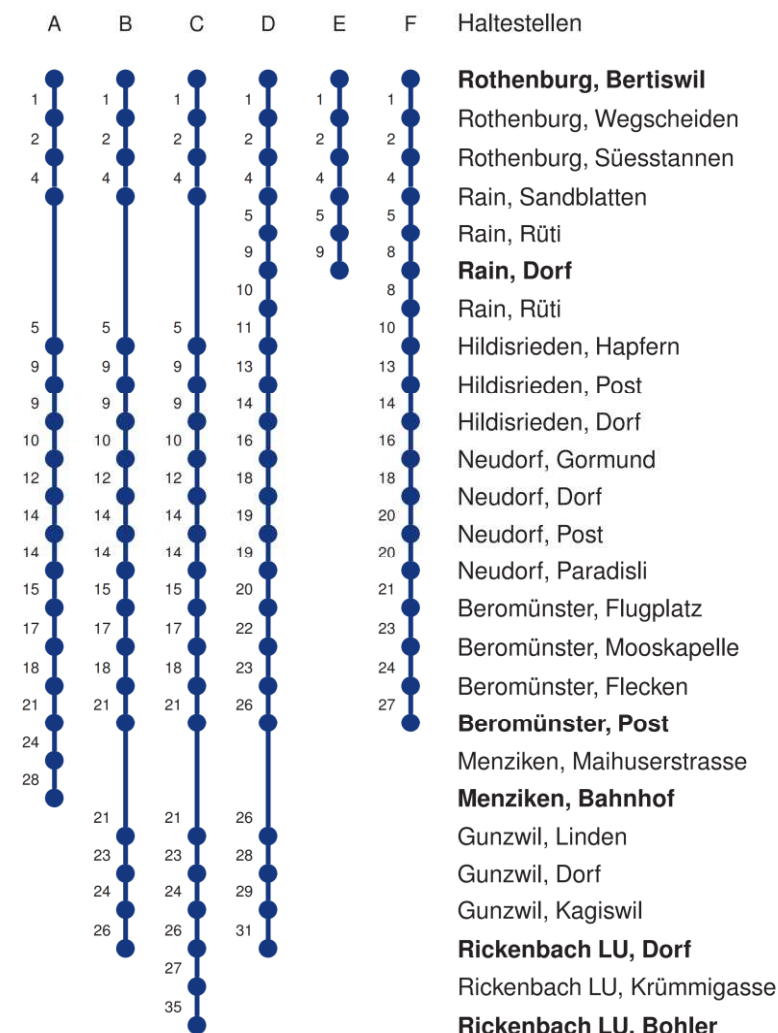 A B C D E F Haltestellen
Rothenburg, Bertiswil
1 1 1 1 1 1
Rothenburg, Wegscheiden
2 2 2 2 2 2
Rothenburg, Süesstannen
4 4 4 4 4 4
Rain, Sandblatten
5 5 5
Rain, Rüti
9 9 8
Rain, Dorf
10 8
Rain, Rüti
5 5 5 11 10
Hildisrieden, Hapfern
9 9 9 13 13
Hildisrieden, Post
9 9 9 14 14
Hildisrieden, Dorf
10 10 10 16 16
Neudorf, Gormund
12 12 12 18 18
Neudorf, Dorf
14 14 14 19 20
Neudorf, Post
14 14 14 19 20
Neudorf, Paradisli
15 15 15 20 21
Beromünster, Flugplatz
17 17 17 22 23
Beromünster, Mooskapelle
18 18 18 23 24
Beromünster, Flecken
21 21 21 26 27
Beromünster, Post
24
Menziken, Maihuserstrasse
28
Menziken, Bahnhof
21 21 26
Gunzwil, Linden
23 23 28
Gunzwil, Dorf
24 24 29
Gunzwil, Kagiswil
26 26 31
Rickenbach LU, Dorf
27
Rickenbach LU, Krümmigasse
35
Rickenbach LU, Bohler